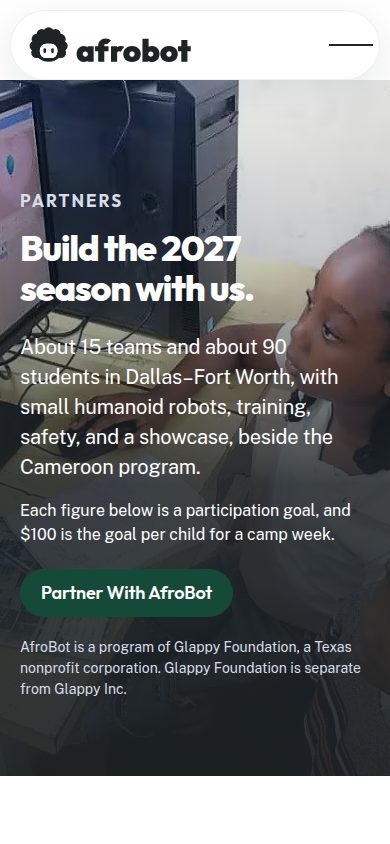 afrobot
PARTNERS
Build the 2027
season with us.
About 15 teams and about 90
students in Dallas–Fort Worth, with
small humanoid robots, training,
safety, and a showcase, beside the
Cameroon program.
Each figure below is a participation goal, and
$100 is the goal per child for a camp week.
Partner With AfroBot
AfroBot is a program of Glappy Foundation, a Texas
nonprofit corporation. Glappy Foundation is separate
from Glappy Inc.